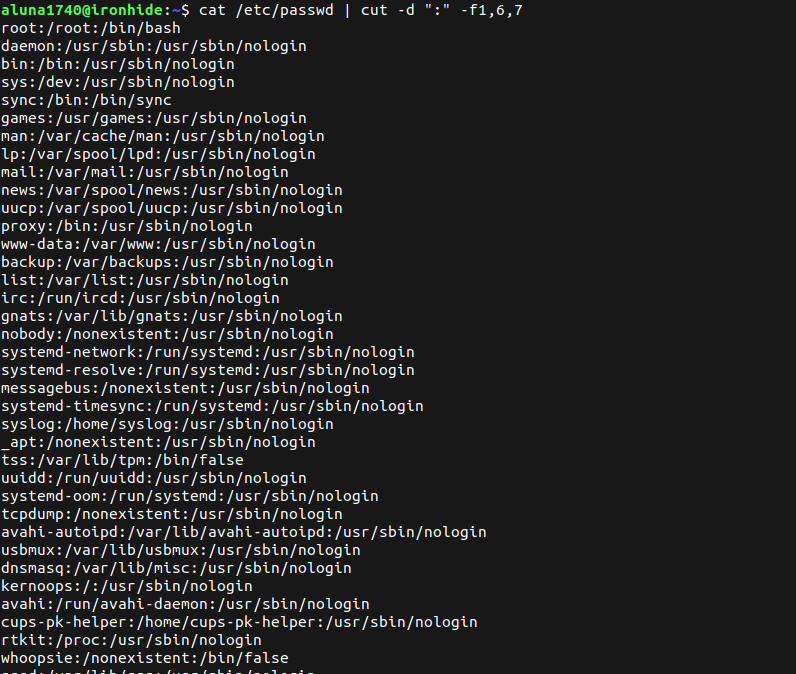 aluna1740@ironhide:~$ cat /etc/passwd | cut -d ":" -f1,6,7
root:/root:/bin/bash
daemon:/usr/sbin:/usr/sbin/nologin
bin:/bin:/usr/sbin/nologin
sys:/dev:/usr/sbin/nologin
sync:/bin:/bin/sync
games:/usr/games:/usr/sbin/nologin
man:/var/cache/man:/usr/sbin/nologin
lp:/var/spool/lpd:/usr/sbin/nologin
mail:/var/mail:/usr/sbin/nologin
news:/var/spool/news:/usr/sbin/nologin
uucp:/var/spool/uucp:/usr/sbin/nologin
proxy:/bin:/usr/sbin/nologin
www-data:/var/www:/usr/sbin/nologin
backup:/var/backups:/usr/sbin/nologin
list:/var/list:/usr/sbin/nologin
irc:/run/ircd:/usr/sbin/nologin
gnats:/var/lib/gnats:/usr/sbin/nologin
nobody:/nonexistent:/usr/sbin/nologin
systemd-network:/run/systemd:/usr/sbin/nologin
systemd-resolve:/run/systemd:/usr/sbin/nologin
messagebus:/nonexistent:/usr/sbin/nologin
systemd-timesync:/run/systemd:/usr/sbin/nologin
syslog:/home/syslog:/usr/sbin/nologin
_apt:/nonexistent:/usr/sbin/nologin
tss:/var/lib/tpm:/bin/false
uuidd:/run/uuidd:/usr/sbin/nologin
systemd-oom:/run/systemd:/usr/sbin/nologin
tcpdump:/nonexistent:/usr/sbin/nologin
avahi-autoipd:/var/lib/avahi-autoipd:/usr/sbin/nologin
usbmux:/var/lib/usbmux:/usr/sbin/nologin
dnsmasq:/var/lib/misc:/usr/sbin/nologin
kernoops:/:/usr/sbin/nologin
avahi:/run/avahi-daemon:/usr/sbin/nologin
cups-pk-helper:/home/cups-pk-helper:/usr/sbin/nologin
rtkit:/proc:/usr/sbin/nologin
whoopsie:/nonexistent:/bin/false